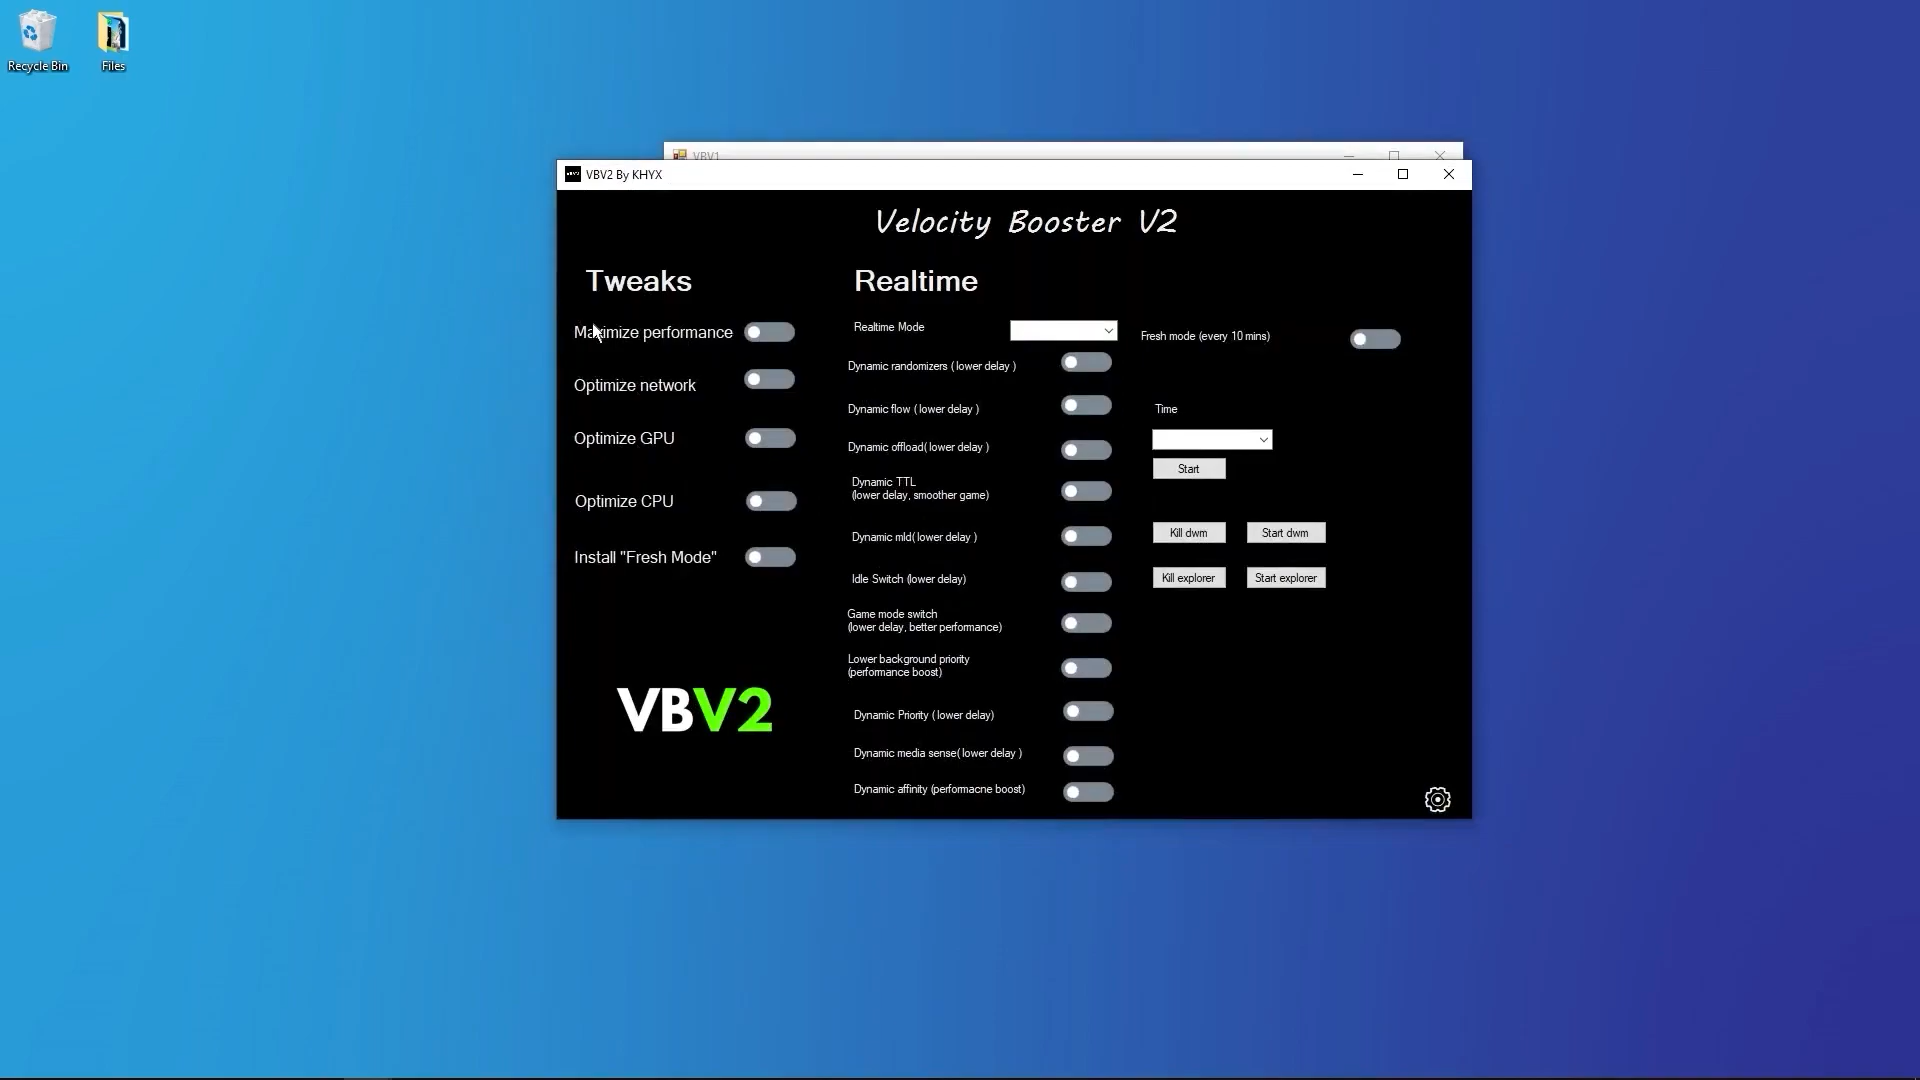 Recycle Bin
Files
VBV1
VBV2 By KHYX
Velocity Booster V2
Tweaks
Maximize performance
Optimize network
Optimize GPU
Optimize CPU
Install "Fresh Mode"
VBV2
Realtime
Realtime Mode
Dynamic randomizers ( lower delay )
Dynamic flow ( lower delay )
Dynamic offload( lower delay )
Dynamic TTL
(lower delay, smoother game)
Dynamic mld( lower delay )
Idle Switch (lower delay)
Game mode switch
(lower delay, better performance)
Lower background priority
(performance boost)
Dynamic Priority ( lower delay)
Dynamic media sense( lower delay )
Dynamic affinity (performacne boost)
Fresh mode (every 10 mins)
Time
Start
Kill dwm
Start dwm
Kill explorer
Start explorer